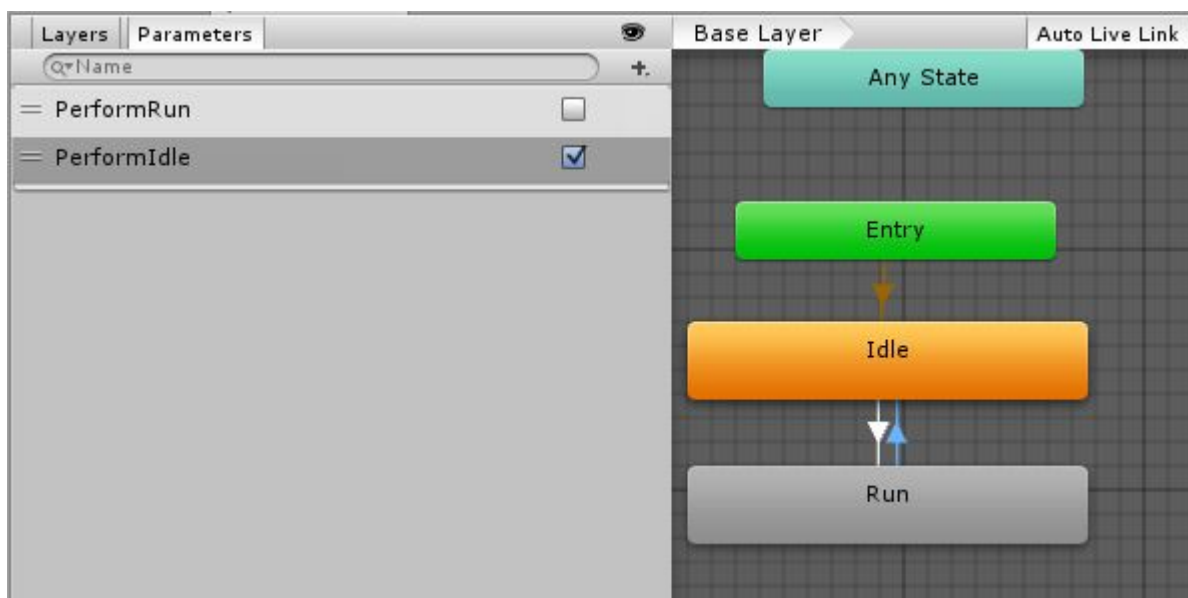 Layers Parameters
Name
PerformRun
PerformIdle
Base Layer
Auto Live Link
Any State
Entry
Idle
Run